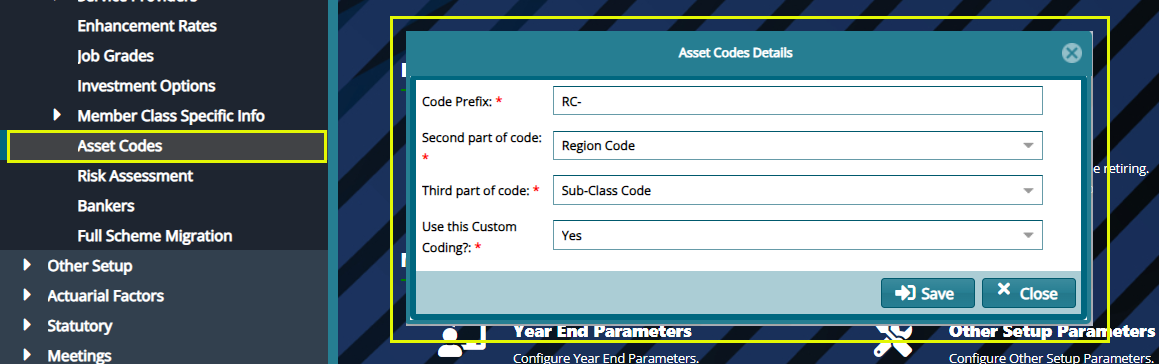 Service Providers
Enhancement Rates
Job Grades
Investment Options
Member Class Specific Info
Asset Codes
Risk Assessment
Bankers
Full Scheme Migration
Other Setup
Actuarial Factors
Statutory
Meetings
Asset Codes Details
Code Prefix: *
RC-
Second part of code:
*
Region Code
Third part of code: *
Sub-Class Code
Use this Custom
Coding?: *
Yes
Save
Close
retiring.
Year End Parameters
Configure Year End Parameters.
Other Setup Parameters
Configure Other Setup Parameters.